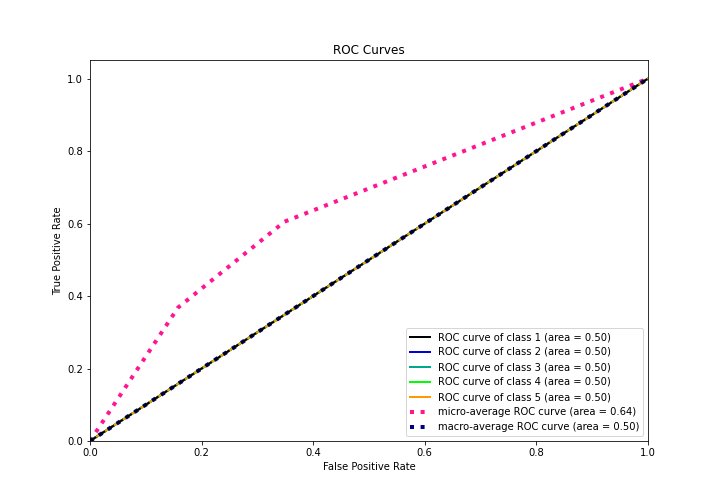 ROC Curves
True Positive Rate
1.0
0.8
0.6
0.4
0.2
0.0
0.0 0.2 0.4 0.6 0.8 1.0
False Positive Rate
ROC curve of class 1 (area = 0.50)
ROC curve of class 2 (area = 0.50)
ROC curve of class 3 (area = 0.50)
ROC curve of class 4 (area = 0.50)
ROC curve of class 5 (area = 0.50)
micro-average ROC curve (area = 0.64)
macro-average ROC curve (area = 0.50)